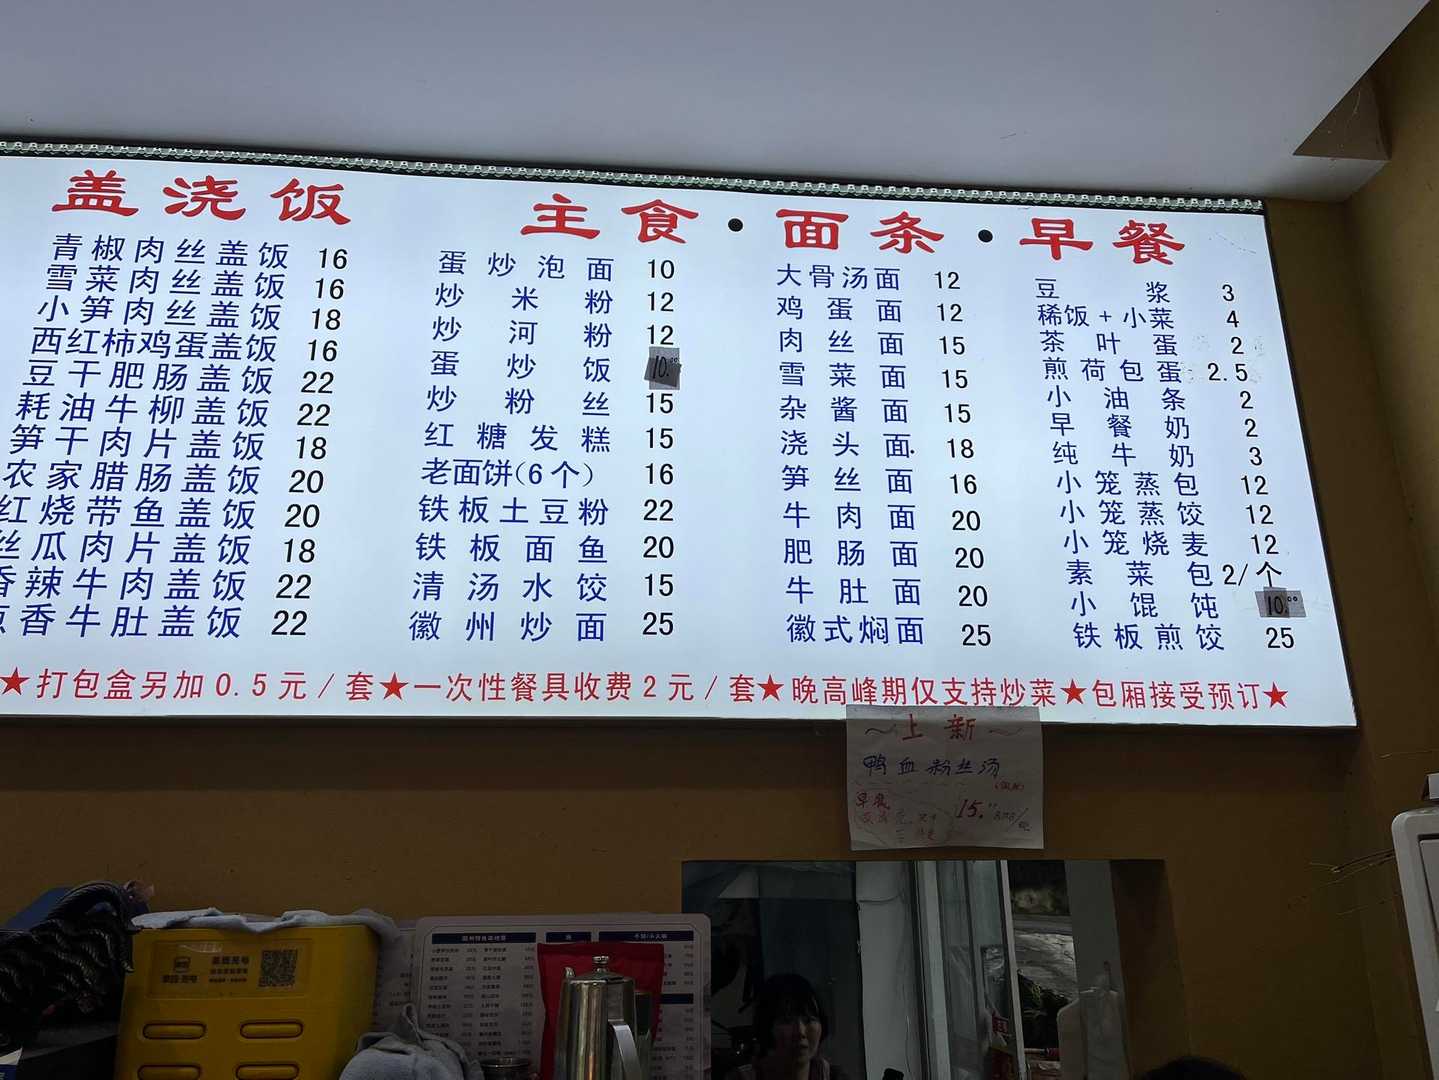 盖浇饭
青椒肉丝盖饭 16
雪菜肉丝盖饭 16
小笋肉丝盖饭 18
西红柿鸡蛋盖饭 16
豆干肥肠盖饭 22
耗油牛柳盖饭 22
笋干肉片盖饭 18
农家腊肠盖饭 20
红烧带鱼盖饭 20
丝瓜肉片盖饭 18
香辣牛肉盖饭 22
香牛肚盖饭 22
主食·面条·早餐
蛋炒泡面 10
炒米粉 12
炒河粉 12
蛋炒饭 10.00
炒粉丝 15
红糖发糕 15
老面饼(6个) 16
铁板土豆粉 22
铁板面鱼 20
清汤水饺 15
徽州炒面 25
大骨汤面 12
鸡蛋面 12
肉丝面 15
雪菜面 15
杂酱面 15
浇头面 18
笋丝面 16
牛肉面 20
肥肠面 20
牛肚面 20
徽式焖面 25
豆浆 3
稀饭+小菜 4
茶叶蛋 2
煎荷包蛋 2.5
小油条 2
早餐奶 2
纯牛奶 3
小笼蒸包 12
小笼蒸饺 12
小笼烧麦 12
素菜包 2/个
小馄饨 10.00
铁板煎饺 25
★打包盒另加0.5元/套★一次性餐具收费2元/套★晚高峰期仅支持炒菜★包厢接受预订★
~上新~
鸭血粉丝汤
早餐
15.